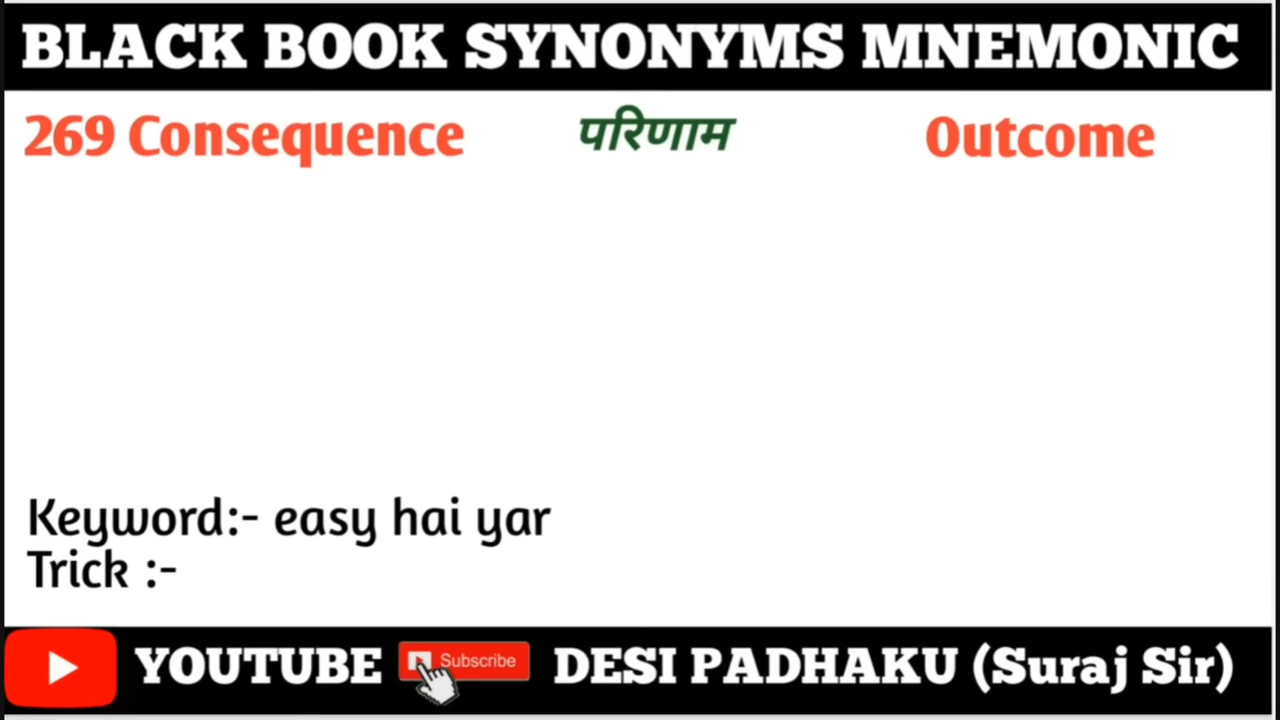 BLACK BOOK SYNONYMS MNEMONIC
269 Consequence परिणाम Outcome
Keyword:- easy hai yar
Trick :-
YOUTUBE Subscribe DESI PADHAKU (Suraj Sir)